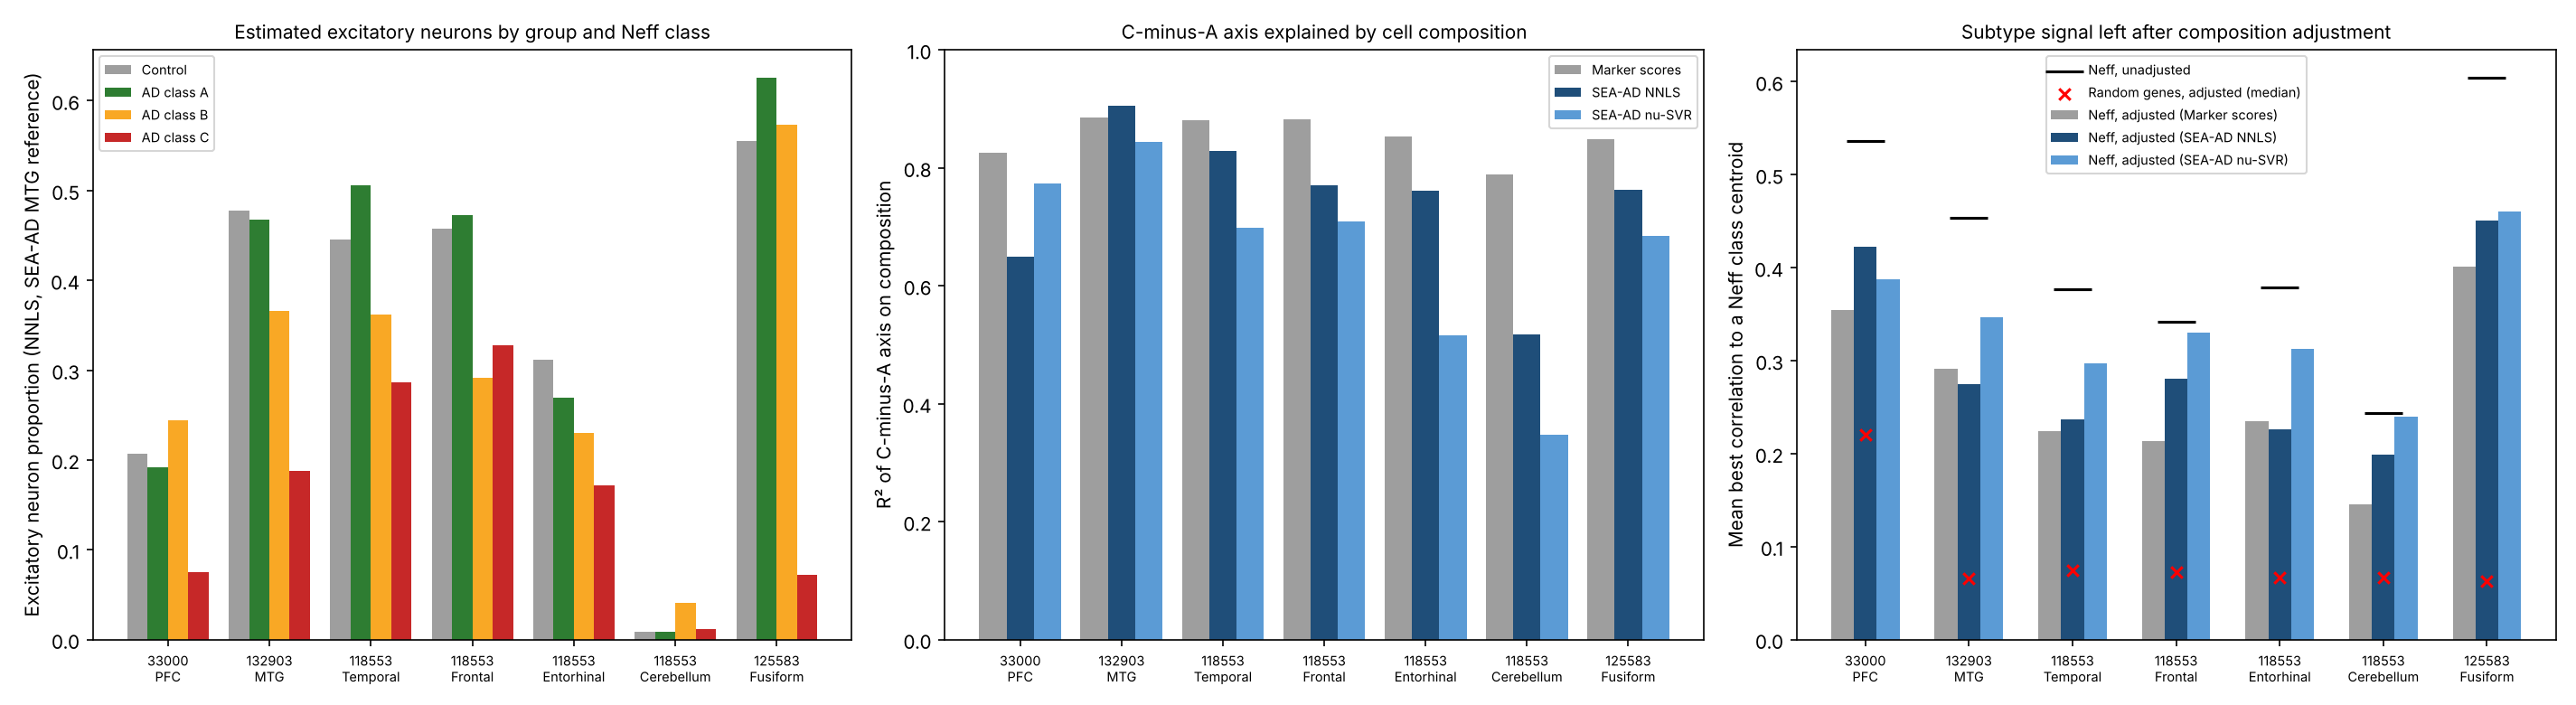 Estimated excitatory neurons by group and Neff class
Excitatory neuron proportion (NNLS, SEA-AD MTG reference)
0.6
0.5
0.4
0.3
0.2
0.1
0.0
Control
AD class A
AD class B
AD class C
33000
PFC
132903
MTG
118553
Temporal
118553
Frontal
118553
Entorhinal
118553
Cerebellum
125583
Fusiform
C-minus-A axis explained by cell composition
R² of C-minus-A axis on composition
1.0
0.8
0.6
0.4
0.2
0.0
Marker scores
SEA-AD NNLS
SEA-AD nu-SVR
33000
PFC
132903
MTG
118553
Temporal
118553
Frontal
118553
Entorhinal
118553
Cerebellum
125583
Fusiform
Subtype signal left after composition adjustment
Mean best correlation to a Neff class centroid
0.6
0.5
0.4
0.3
0.2
0.1
0.0
Neff, unadjusted
Random genes, adjusted (median)
Neff, adjusted (Marker scores)
Neff, adjusted (SEA-AD NNLS)
Neff, adjusted (SEA-AD nu-SVR)
33000
PFC
132903
MTG
118553
Temporal
118553
Frontal
118553
Entorhinal
118553
Cerebellum
125583
Fusiform